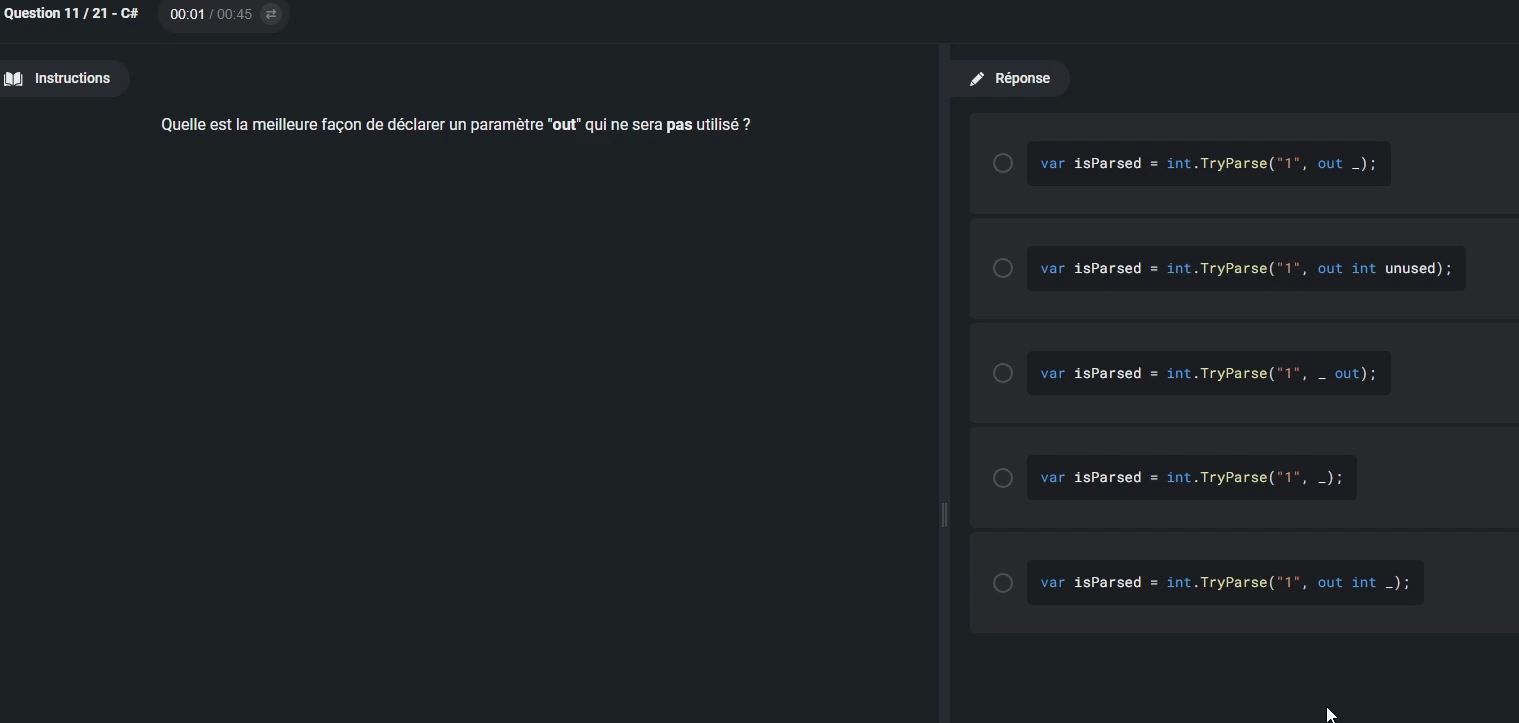 Question 11 / 21 - C#
00:01 / 00:45
Instructions
Quelle est la meilleure façon de déclarer un paramètre "out" qui ne sera pas utilisé ?
Réponse
var isParsed = int.TryParse("1", out _);
var isParsed = int.TryParse("1", out int unused);
var isParsed = int.TryParse("1", _ out);
var isParsed = int.TryParse("1", _);
var isParsed = int.TryParse("1", out int _);